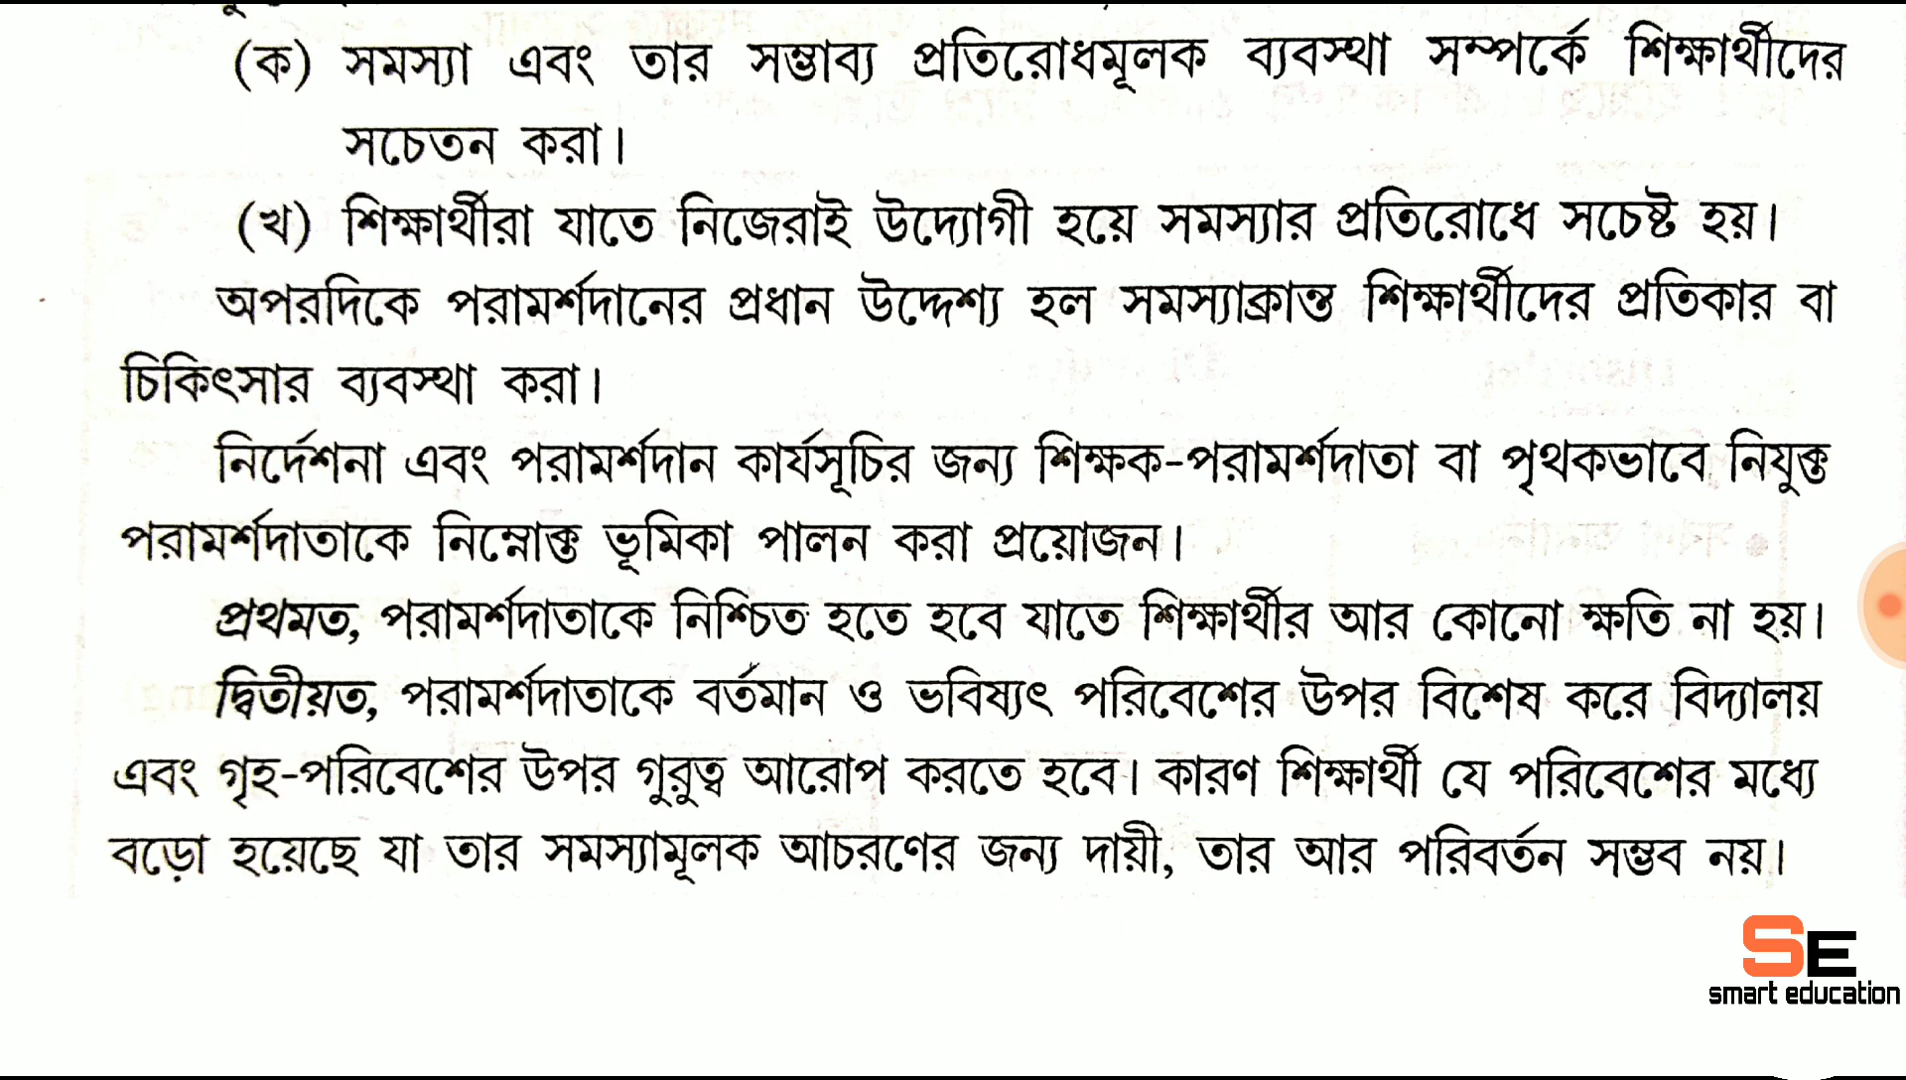 (ক) সমস্যা এবং তার সম্ভাব্য প্রতিরোধমূলক ব্যবস্থা সম্পর্কে শিক্ষার্থীদের
সচেতন করা।
(খ) শিক্ষার্থীরা যাতে নিজেরাই উদ্যোগী হয়ে সমস্যার প্রতিরোধে সচেষ্ট হয়।
অপরদিকে পরামর্শদানের প্রধান উদ্দেশ্য হল সমস্যাক্রান্ত শিক্ষার্থীদের প্রতিকার বা
চিকিৎসার ব্যবস্থা করা।
নির্দেশনা এবং পরামর্শদান কার্যসূচির জন্য শিক্ষক-পরামর্শদাতা বা পৃথকভাবে নিযুক্ত
পরামর্শদাতাকে নিম্নোক্ত ভূমিকা পালন করা প্রয়োজন।
প্রথমত, পরামর্শদাতাকে নিশ্চিত হতে হবে যাতে শিক্ষার্থীর আর কোনো ক্ষতি না হয়।
দ্বিতীয়ত, পরামর্শদাতাকে বর্তমান ও ভবিষ্যৎ পরিবেশের উপর বিশেষ করে বিদ্যালয়
এবং গৃহ-পরিবেশের উপর গুরুত্ব আরোপ করতে হবে। কারণ শিক্ষার্থী যে পরিবেশের মধ্যে
বড়ো হয়েছে যা তার সমস্যামূলক আচরণের জন্য দায়ী, তার আর পরিবর্তন সম্ভব নয়।
SE
smart education